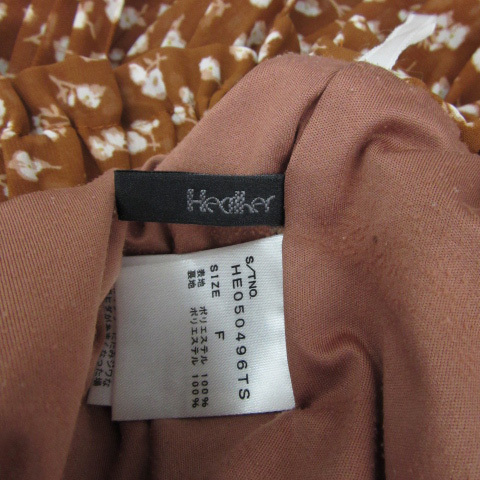 Heather
S/TNO.
HE050496TS
SIZE F
表地 ポリエステル 100%
裏地 ポリエステル 100%